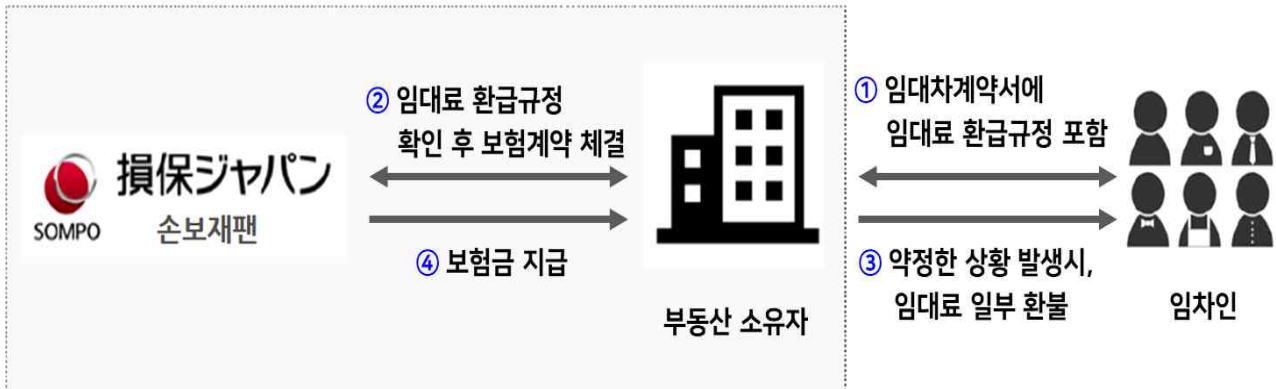 ② 임대료 환급규정
확인 후 보험계약 체결
① 임대차계약서에
임대료 환급규정 포함
損保ジャパン
SOMPO
손보재팬
④ 보험금 지급
③ 약정한 상황 발생시,
임대료 일부 환불
부동산 소유자
임차인